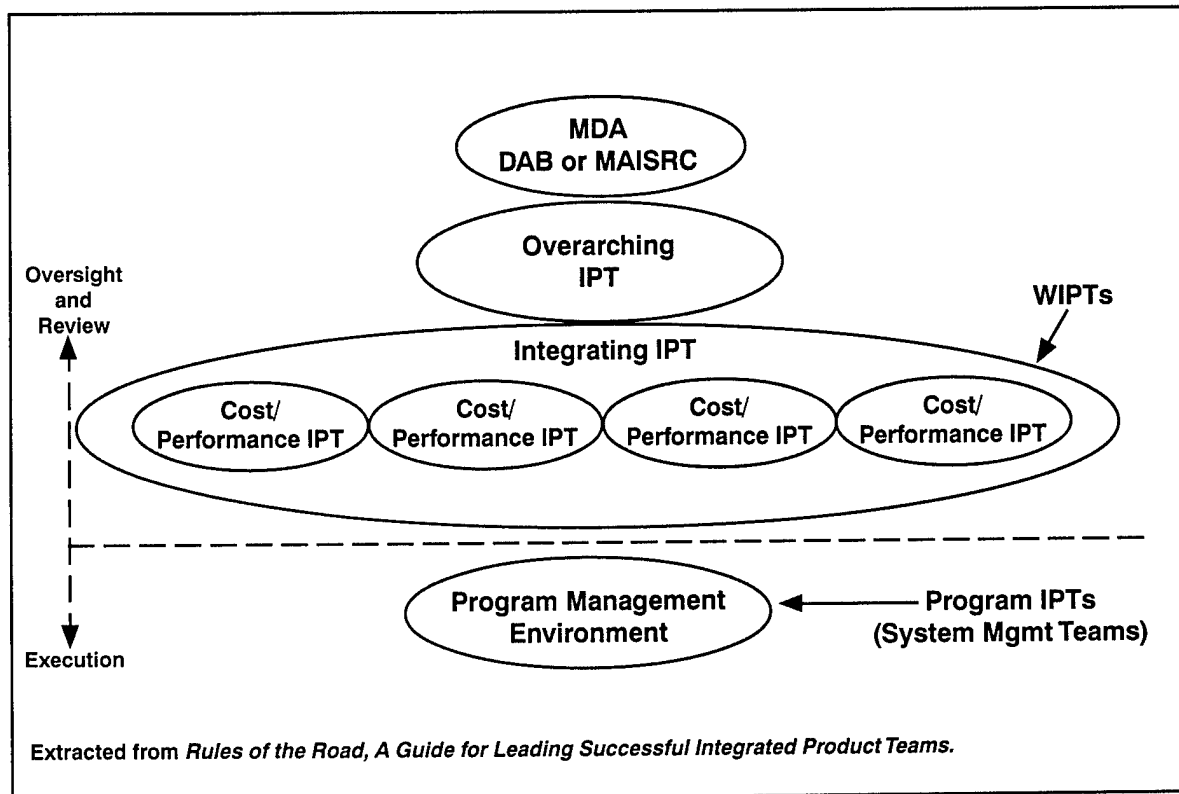 MDA
DAB or MAISRC
Overarching
IPT
Oversight
and
Review
WIPTs
Integrating IPT
Cost/
Performance IPT
Cost/
Performance IPT
Cost/
Performance IPT
Cost/
Performance IPT
Program Management
Environment
Program IPTs
(System Mgmt Teams)
Execution
Extracted from Rules of the Road, A Guide for Leading Successful Integrated Product Teams.